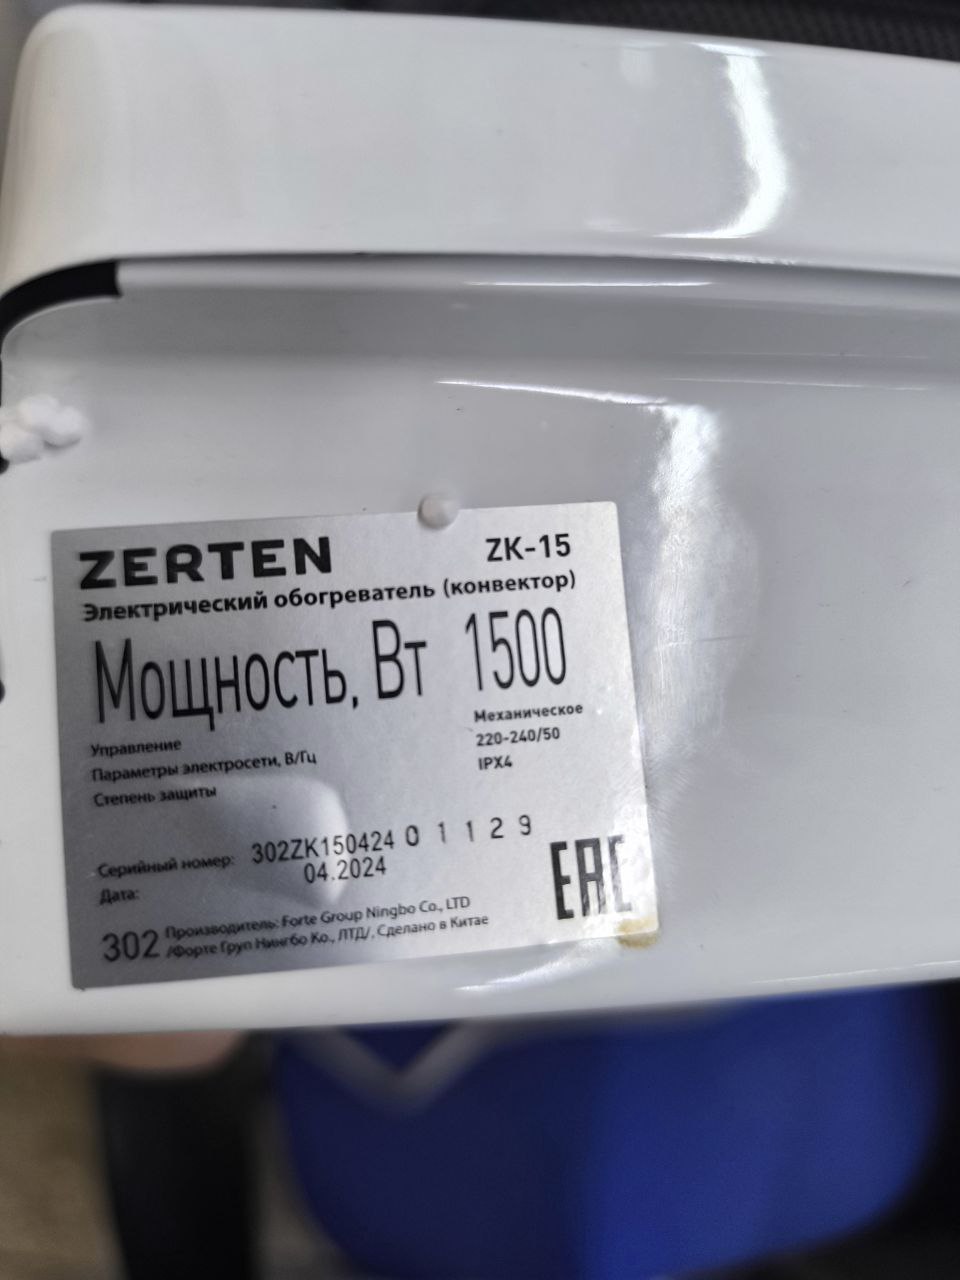 ZERTEN ZK-15
Электрический обогреватель (конвектор)
Мощность, Вт 1500
Управление Механическое
Параметры электросети, В/Гц 220-240/50
Степень защиты IPX4
Серийный номер: 302ZK150424 0 1 1 2 9
Дата: 04.2024
302 Производитель: Forte Group Ningbo Co., LTD
/Форте Груп Нингбо Ко., ЛТД/. Сделано в Китае
EAC